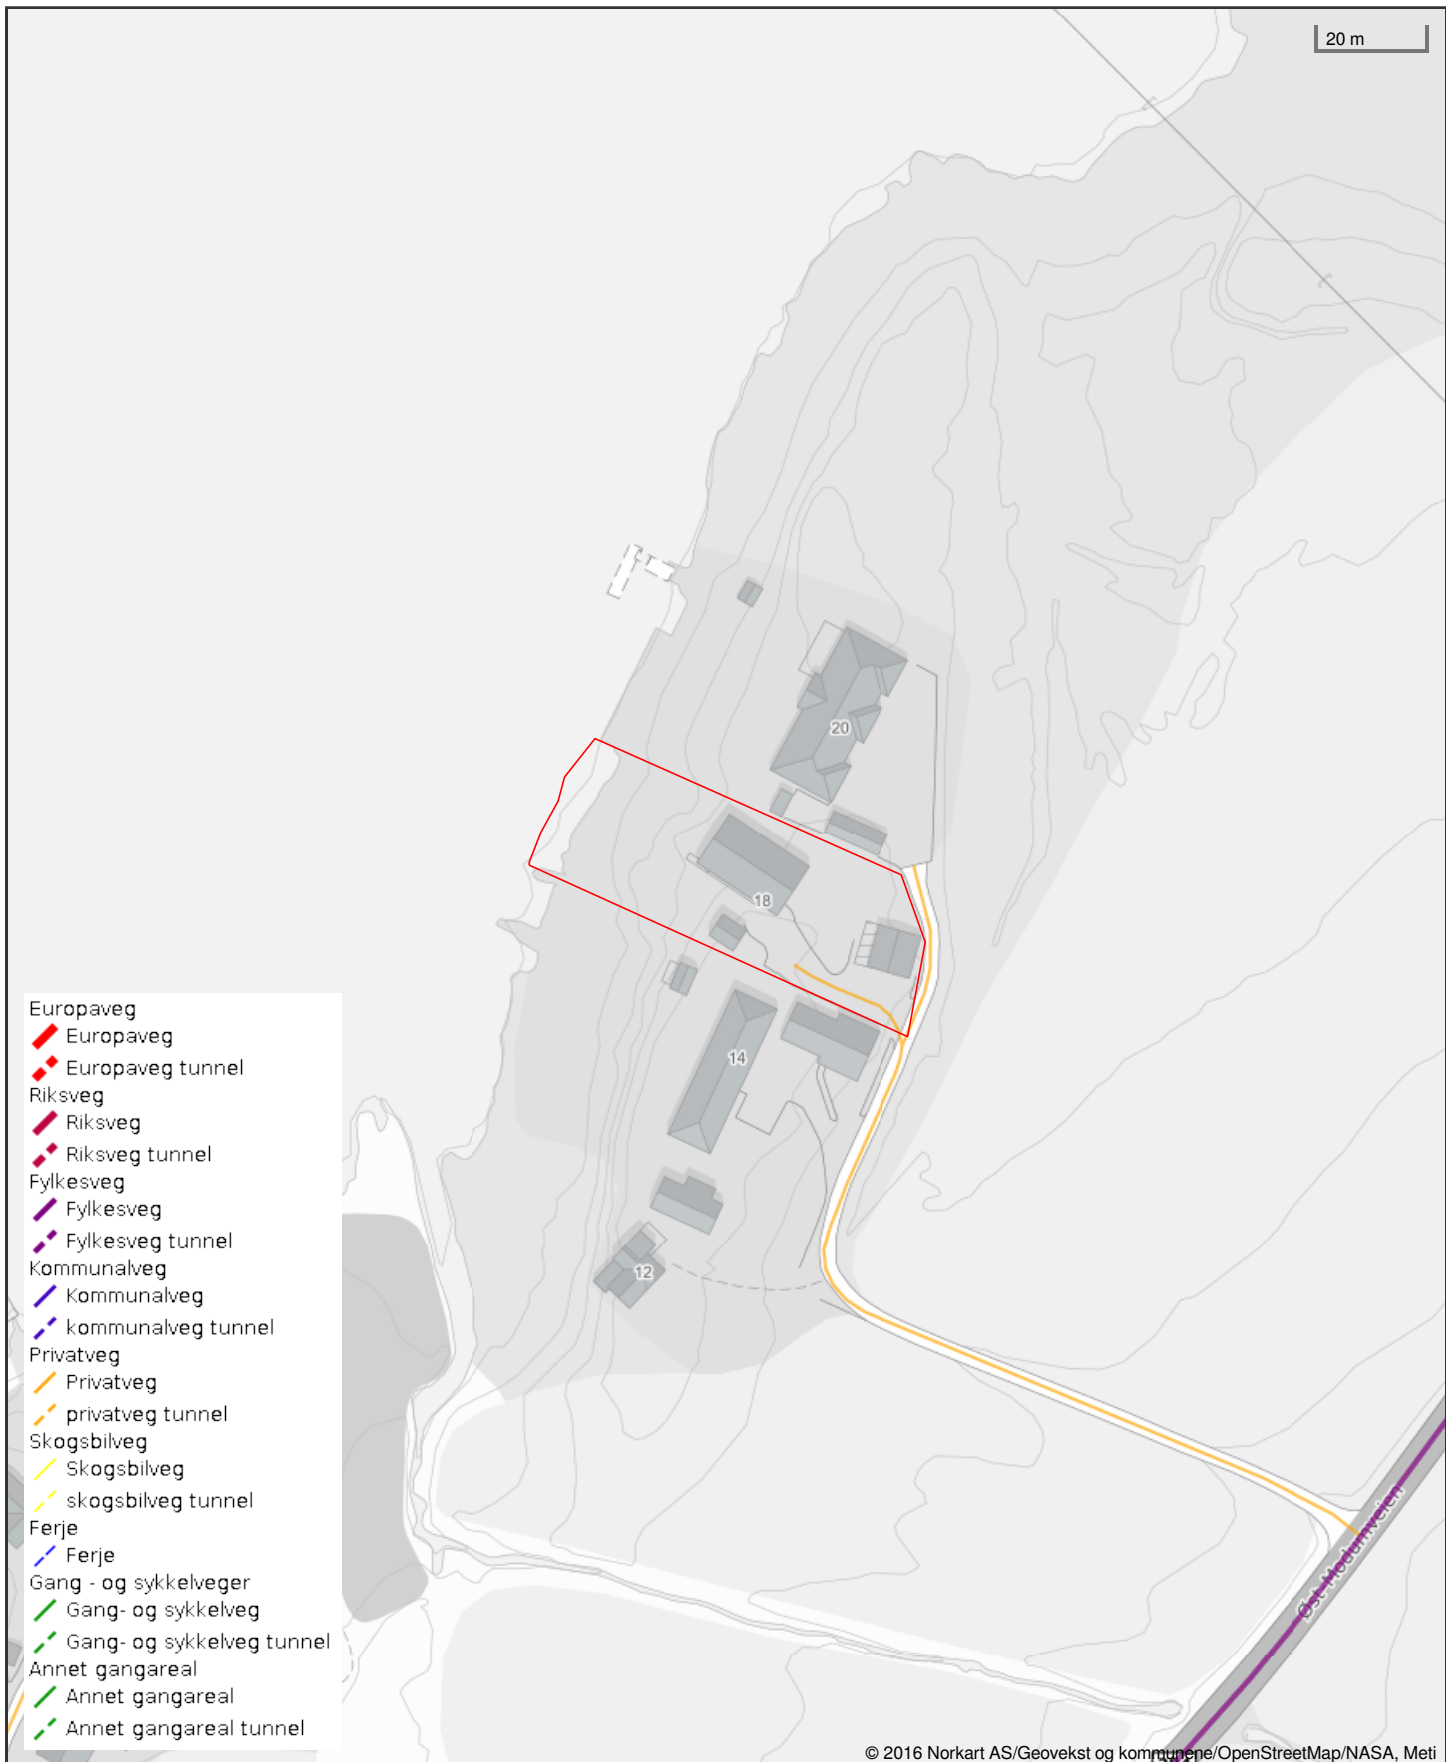 20 m
20
18
14
12
Europaveg
Europaveg
Europaveg tunnel
Riksveg
Riksveg
Riksveg tunnel
Fylkesveg
Fylkesveg
Fylkesveg tunnel
Kommunalveg
Kommunalveg
kommunalveg tunnel
Privatveg
Privatveg
privatveg tunnel
Skogsbilveg
Skogsbilveg
skogsbilveg tunnel
Ferje
Ferje
Gang - og sykkelveger
Gang- og sykkelveg
Gang- og sykkelveg tunnel
Annet gangareal
Annet gangareal
Annet gangareal tunnel
Øst-Modumveien
© 2016 Norkart AS/Geovekst og kommunene/OpenStreetMap/NASA, Meti